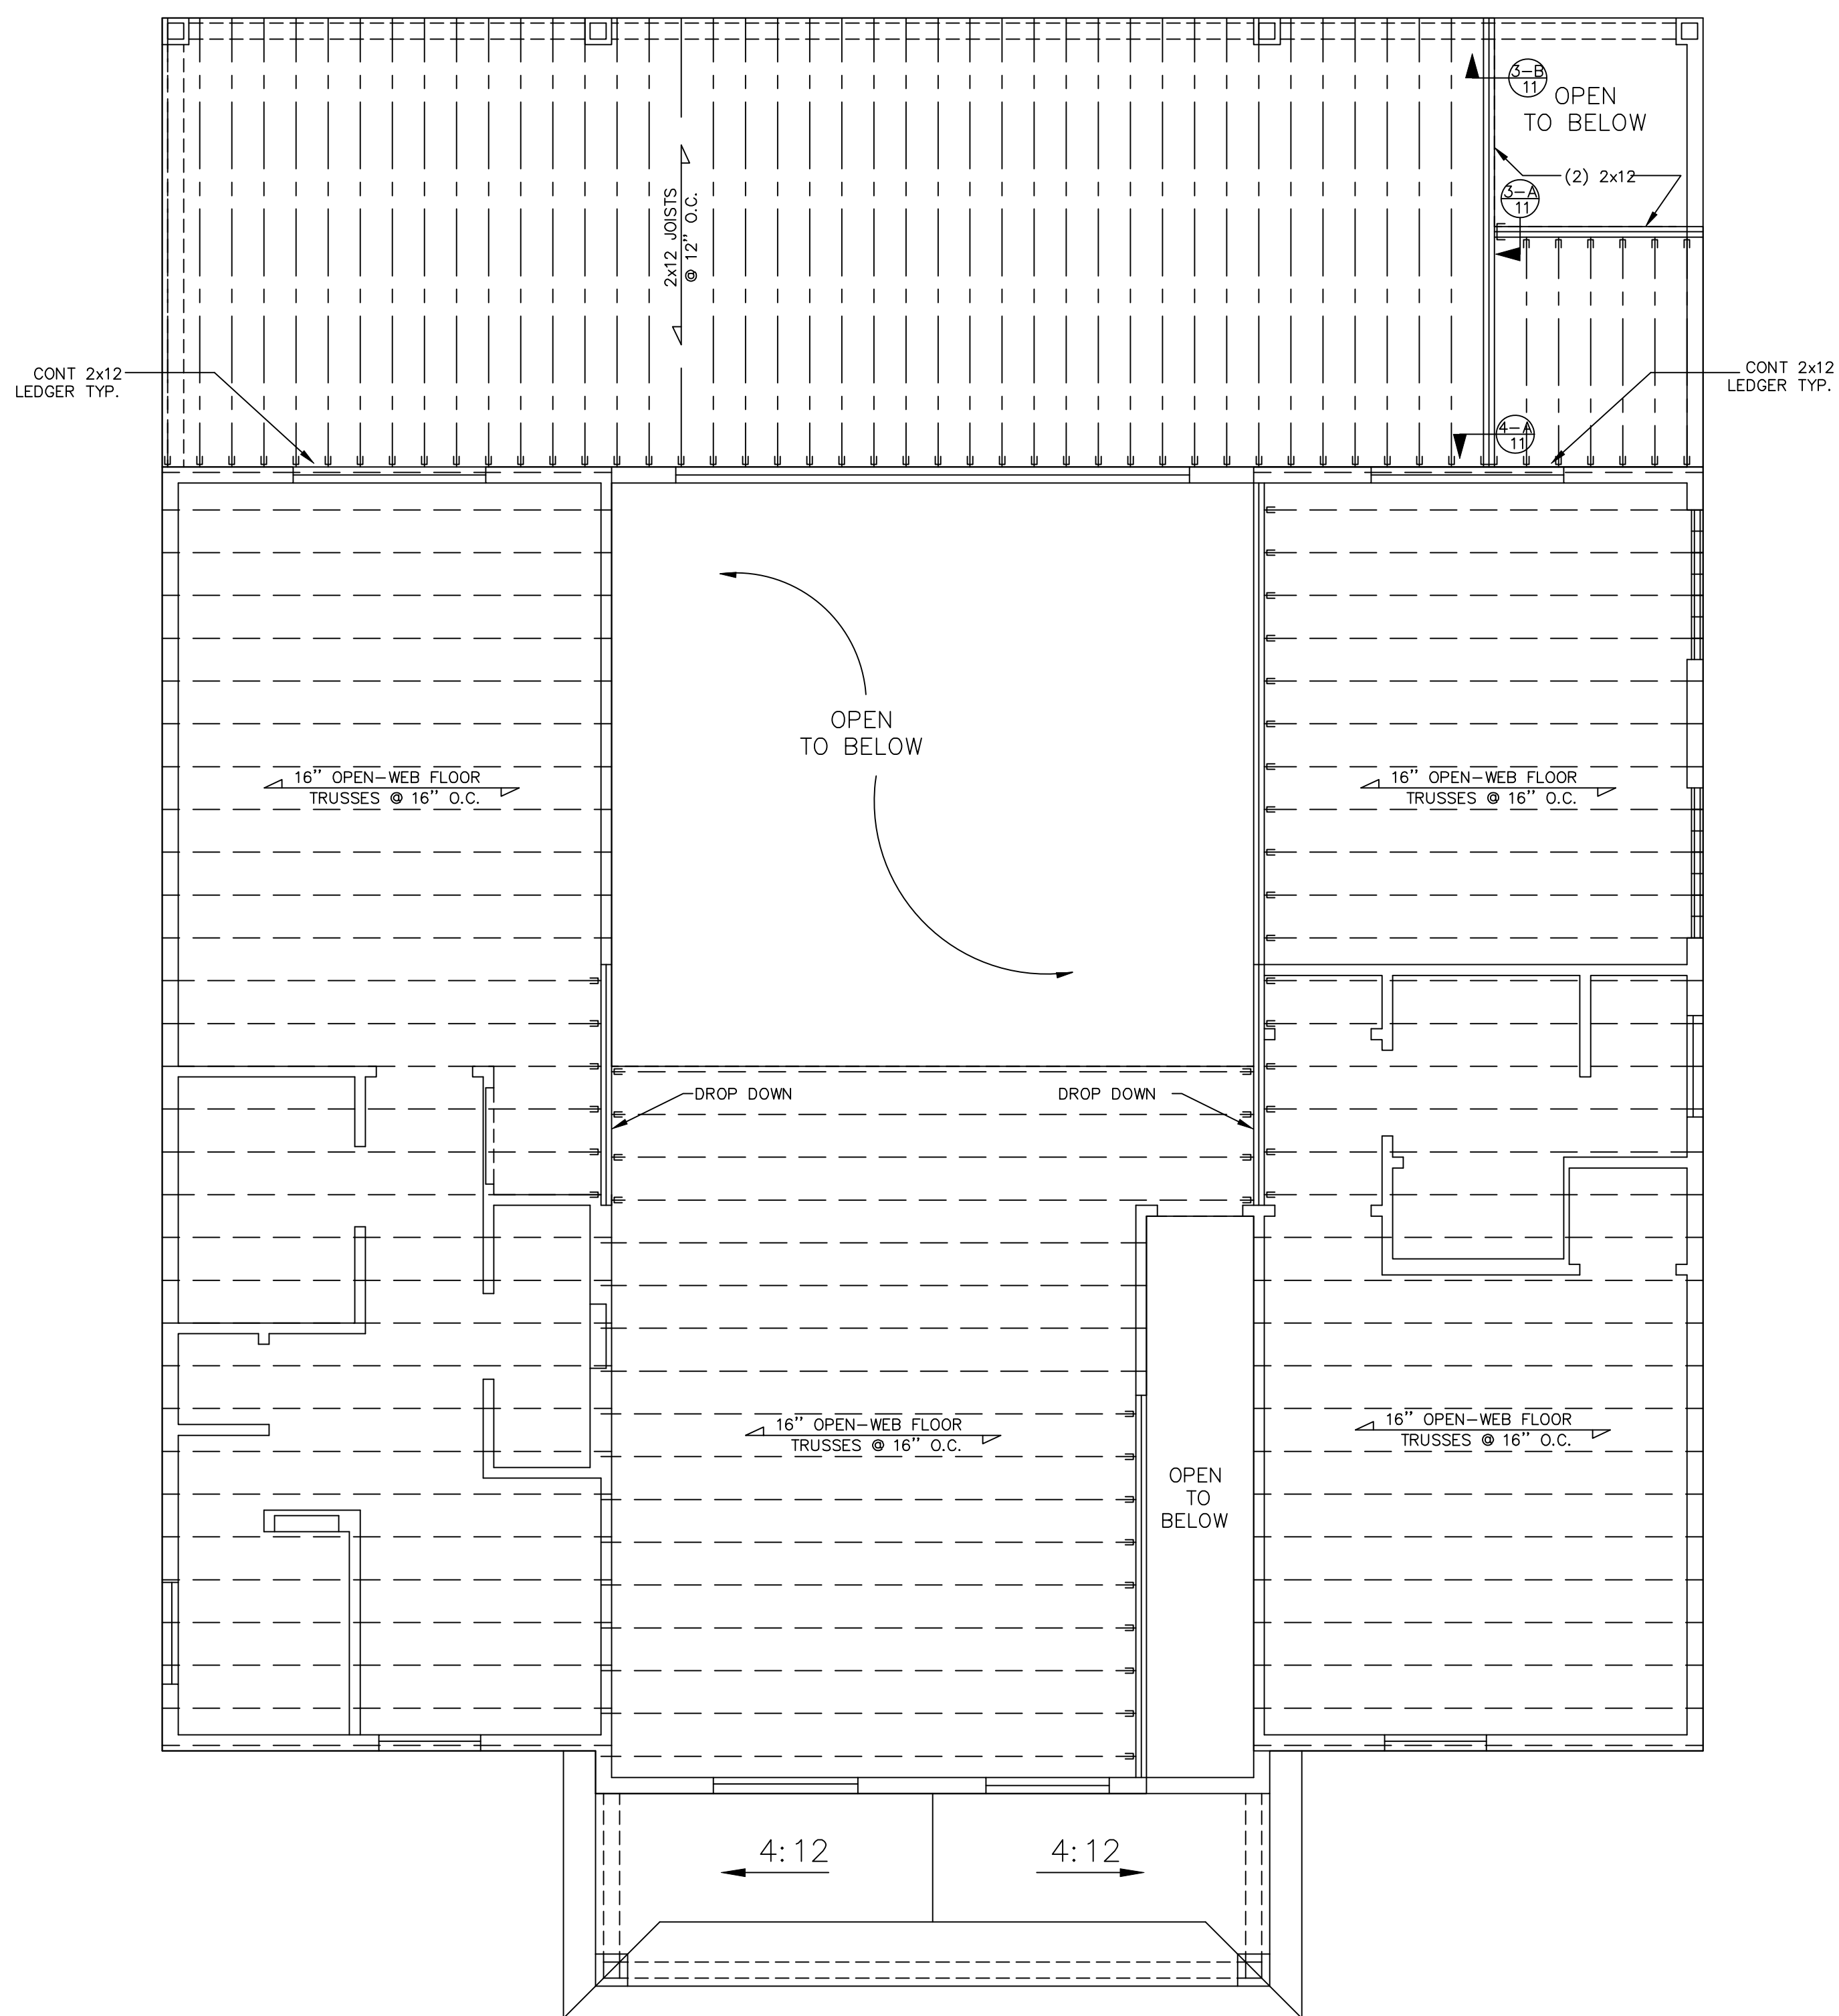 3-B
11
OPEN
TO BELOW
(2) 2x12
3-A
11
2x12 JOISTS
@ 12" O.C.
CONT 2x12
LEDGER TYP.
CONT 2x12
LEDGER TYP.
4-A
11
OPEN
TO BELOW
16" OPEN-WEB FLOOR
TRUSSES @ 16" O.C.
16" OPEN-WEB FLOOR
TRUSSES @ 16" O.C.
DROP DOWN
DROP DOWN
16" OPEN-WEB FLOOR
TRUSSES @ 16" O.C.
16" OPEN-WEB FLOOR
TRUSSES @ 16" O.C.
OPEN
TO
BELOW
4:12
4:12